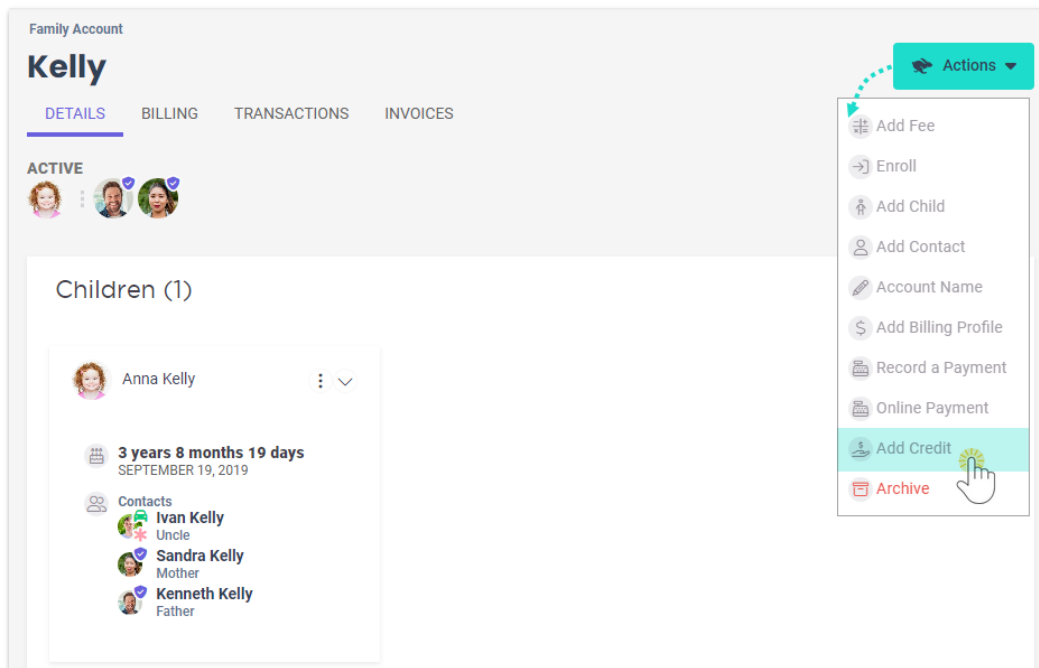 Family Account
Kelly
Actions
DETAILS BILLING TRANSACTIONS INVOICES
ACTIVE
Add Fee
Enroll
Add Child
Add Contact
Account Name
Add Billing Profile
Record a Payment
Online Payment
Add Credit
Archive
Children (1)
Anna Kelly
3 years 8 months 19 days
SEPTEMBER 19, 2019
Contacts
Ivan Kelly
Uncle
Sandra Kelly
Mother
Kenneth Kelly
Father